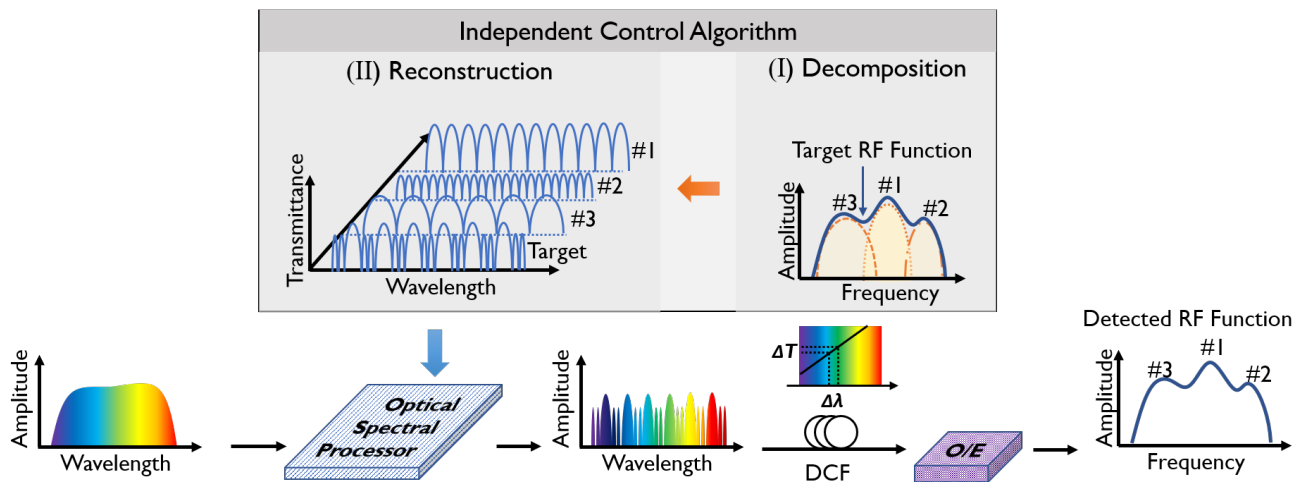 Independent Control Algorithm
(II) Reconstruction
Transmittance
#1
#2
#3
Target
Wavelength
(I) Decomposition
Target RF Function
Amplitude
#3
#1
#2
Frequency
Amplitude
Wavelength
Optical
Spectral
Processor
Amplitude
Wavelength
ΔT
Δλ
DCF
O/E
Detected RF Function
Amplitude
#3
#1
#2
Frequency